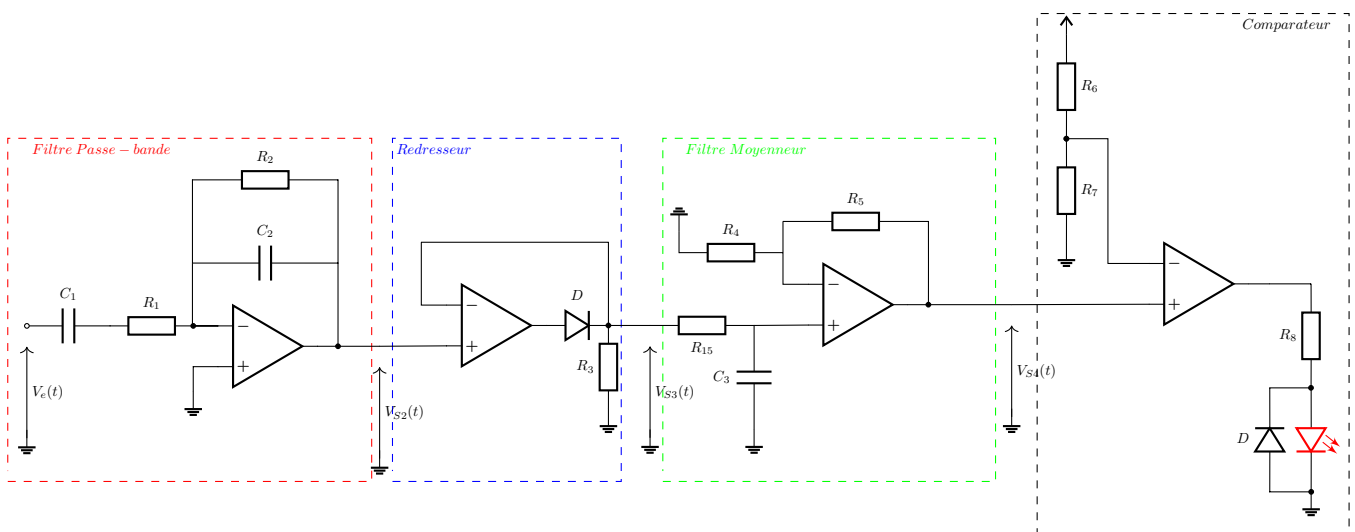 Comparateur
Filtre Passe – bande
Redresseur
Filtre Moyenneur
R6
R7
R2
C2
C1
R1
Ve(t)
VS2(t)
D
R3
VS3(t)
R4
R5
R15
C3
VS4(t)
R8
D